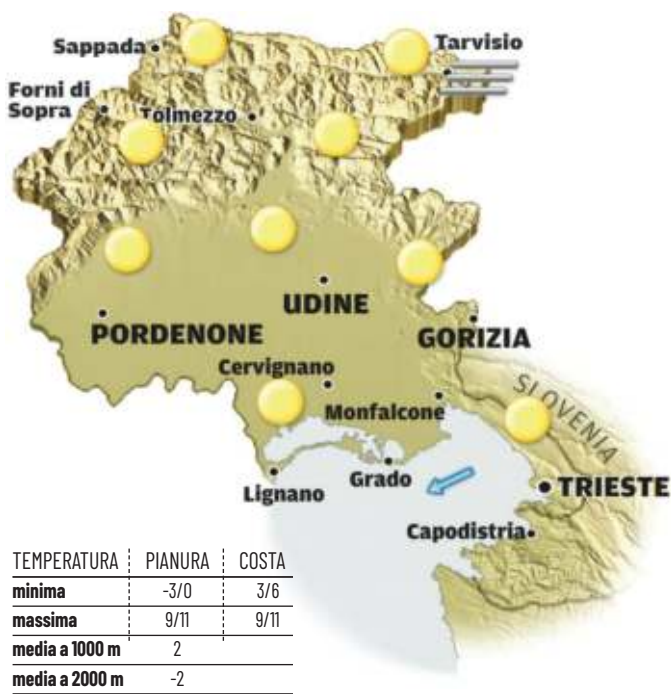 Sappada
Tarvisio
Forni di
Sopra
Tolmezzo
UDINE
PORDENONE
GORIZIA
Cervignano
SLOVENIA
Monfalcone
Lignano
Grado
TRIESTE
Capodistria
TEMPERATURA PIANURA COSTA
minima -3/0 3/6
massima 9/11 9/11
media a 1000 m 2
media a 2000 m -2